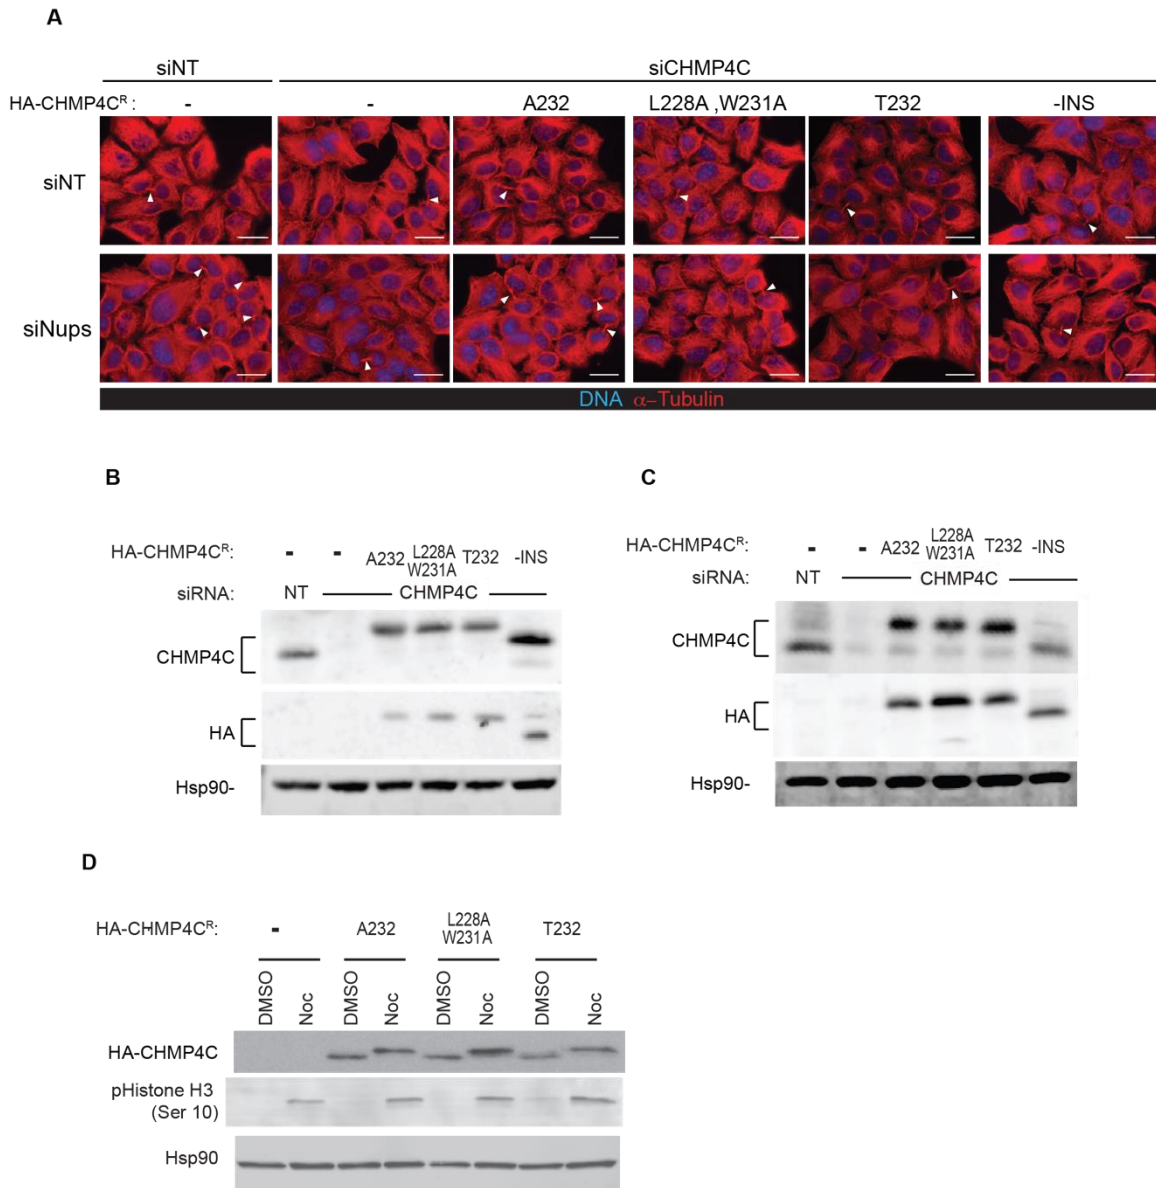 A
siNT siCHMP4C
HA-CHMP4Cᴿ : - - A232 L228A ,W231A T232 -INS
siNT
siNups
DNA α–Tubulin
B
HA-CHMP4Cᴿ: - - A232 L228A W231A T232 -INS
siRNA: NT CHMP4C
CHMP4C
HA
Hsp90-
C
HA-CHMP4Cᴿ: - - A232 L228A W231A T232 -INS
siRNA: NT CHMP4C
CHMP4C
HA
Hsp90-
D
HA-CHMP4Cᴿ: - A232 L228A W231A T232
DMSO Noc DMSO Noc DMSO Noc DMSO Noc
HA-CHMP4C
pHistone H3
(Ser 10)
Hsp90